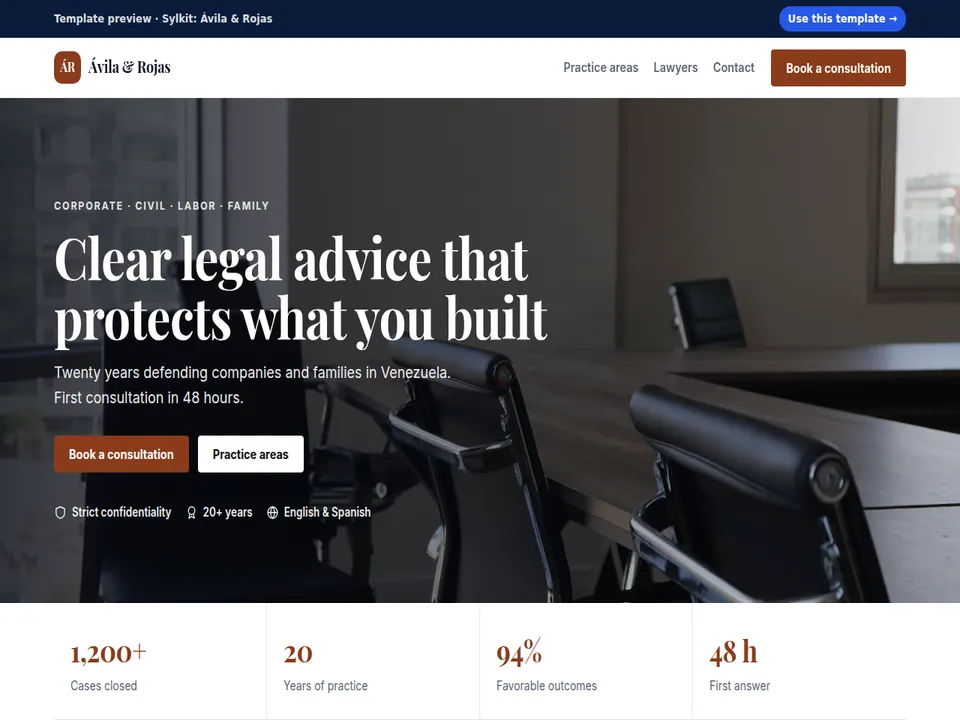 Template preview · Sylkit: Ávila & Rojas
Use this template →
ÁR
Ávila & Rojas
Practice areas
Lawyers
Contact
Book a consultation
CORPORATE · CIVIL · LABOR · FAMILY
Clear legal advice that
protects what you built
Twenty years defending companies and families in Venezuela.
First consultation in 48 hours.
Book a consultation
Practice areas
Strict confidentiality
20+ years
English & Spanish
1,200+
Cases closed
20
Years of practice
94%
Favorable outcomes
48 h
First answer